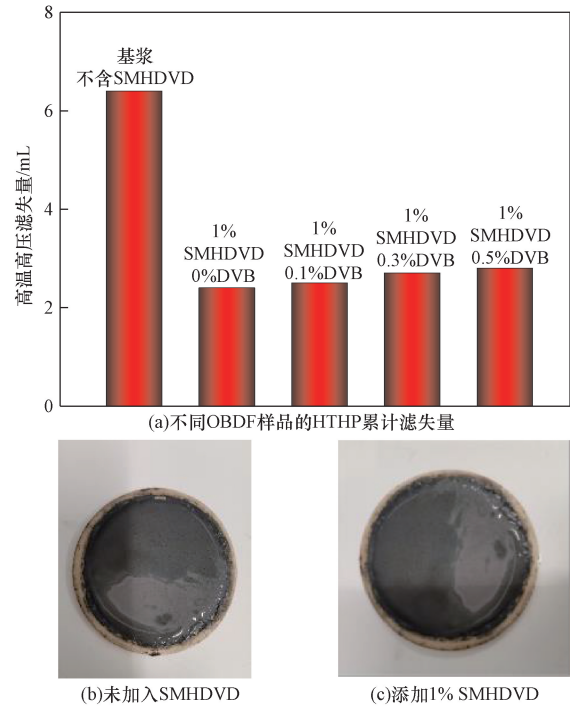 8
6
4
2
0
高温高压滤失量/mL
基浆
不含SMHDVD
1%
SMHDVD
0%DVB
1%
SMHDVD
0.1%DVB
1%
SMHDVD
0.3%DVB
1%
SMHDVD
0.5%DVB
(a)不同OBDF样品的HTHP累计滤失量
(b)未加入SMHDVD
(c)添加1% SMHDVD